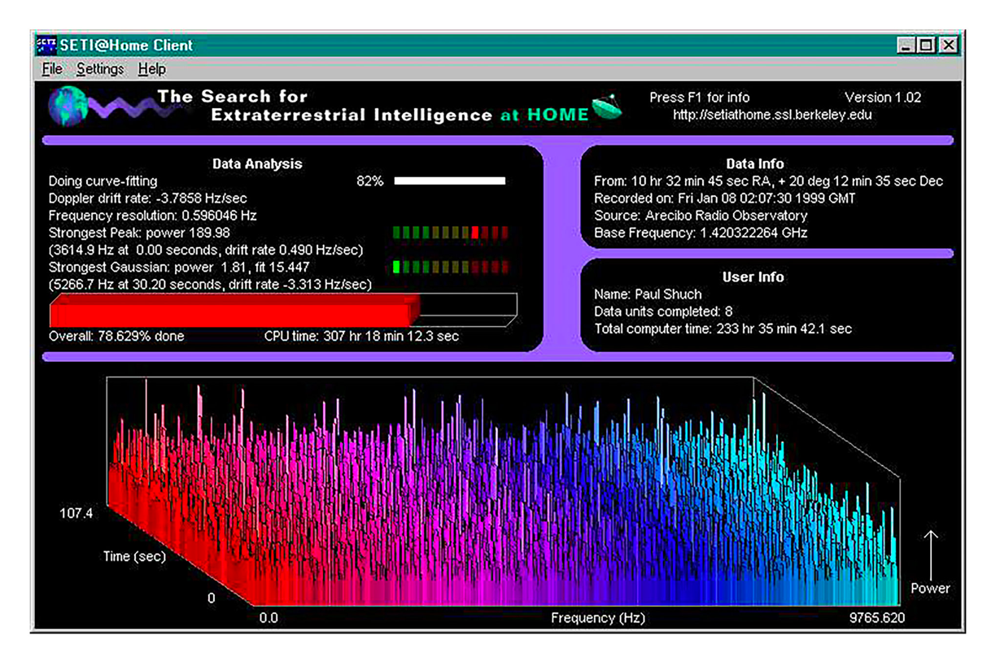 SETI@Home Client
File Settings Help
The Search for
Extraterrestrial Intelligence at HOME
Press F1 for info Version 1.02
http://setiathome.ssl.berkeley.edu
Data Analysis
Doing curve-fitting 82%
Doppler drift rate: -3.7858 Hz/sec
Frequency resolution: 0.596046 Hz
Strongest Peak: power 189.98
(3614.9 Hz at 0.00 seconds, drift rate 0.490 Hz/sec)
Strongest Gaussian: power 1.81, fit 15.447
(5266.7 Hz at 30.20 seconds, drift rate -3.313 Hz/sec)
Overall: 78.629% done CPU time: 307 hr 18 min 12.3 sec
Data Info
From: 10 hr 32 min 45 sec RA, + 20 deg 12 min 35 sec Dec
Recorded on: Fri Jan 08 02:07:30 1999 GMT
Source: Arecibo Radio Observatory
Base Frequency: 1.420322264 GHz
User Info
Name: Paul Shuch
Data units completed: 8
Total computer time: 233 hr 35 min 42.1 sec
107.4
Time (sec)
0
Power
0.0 Frequency (Hz) 9765.620